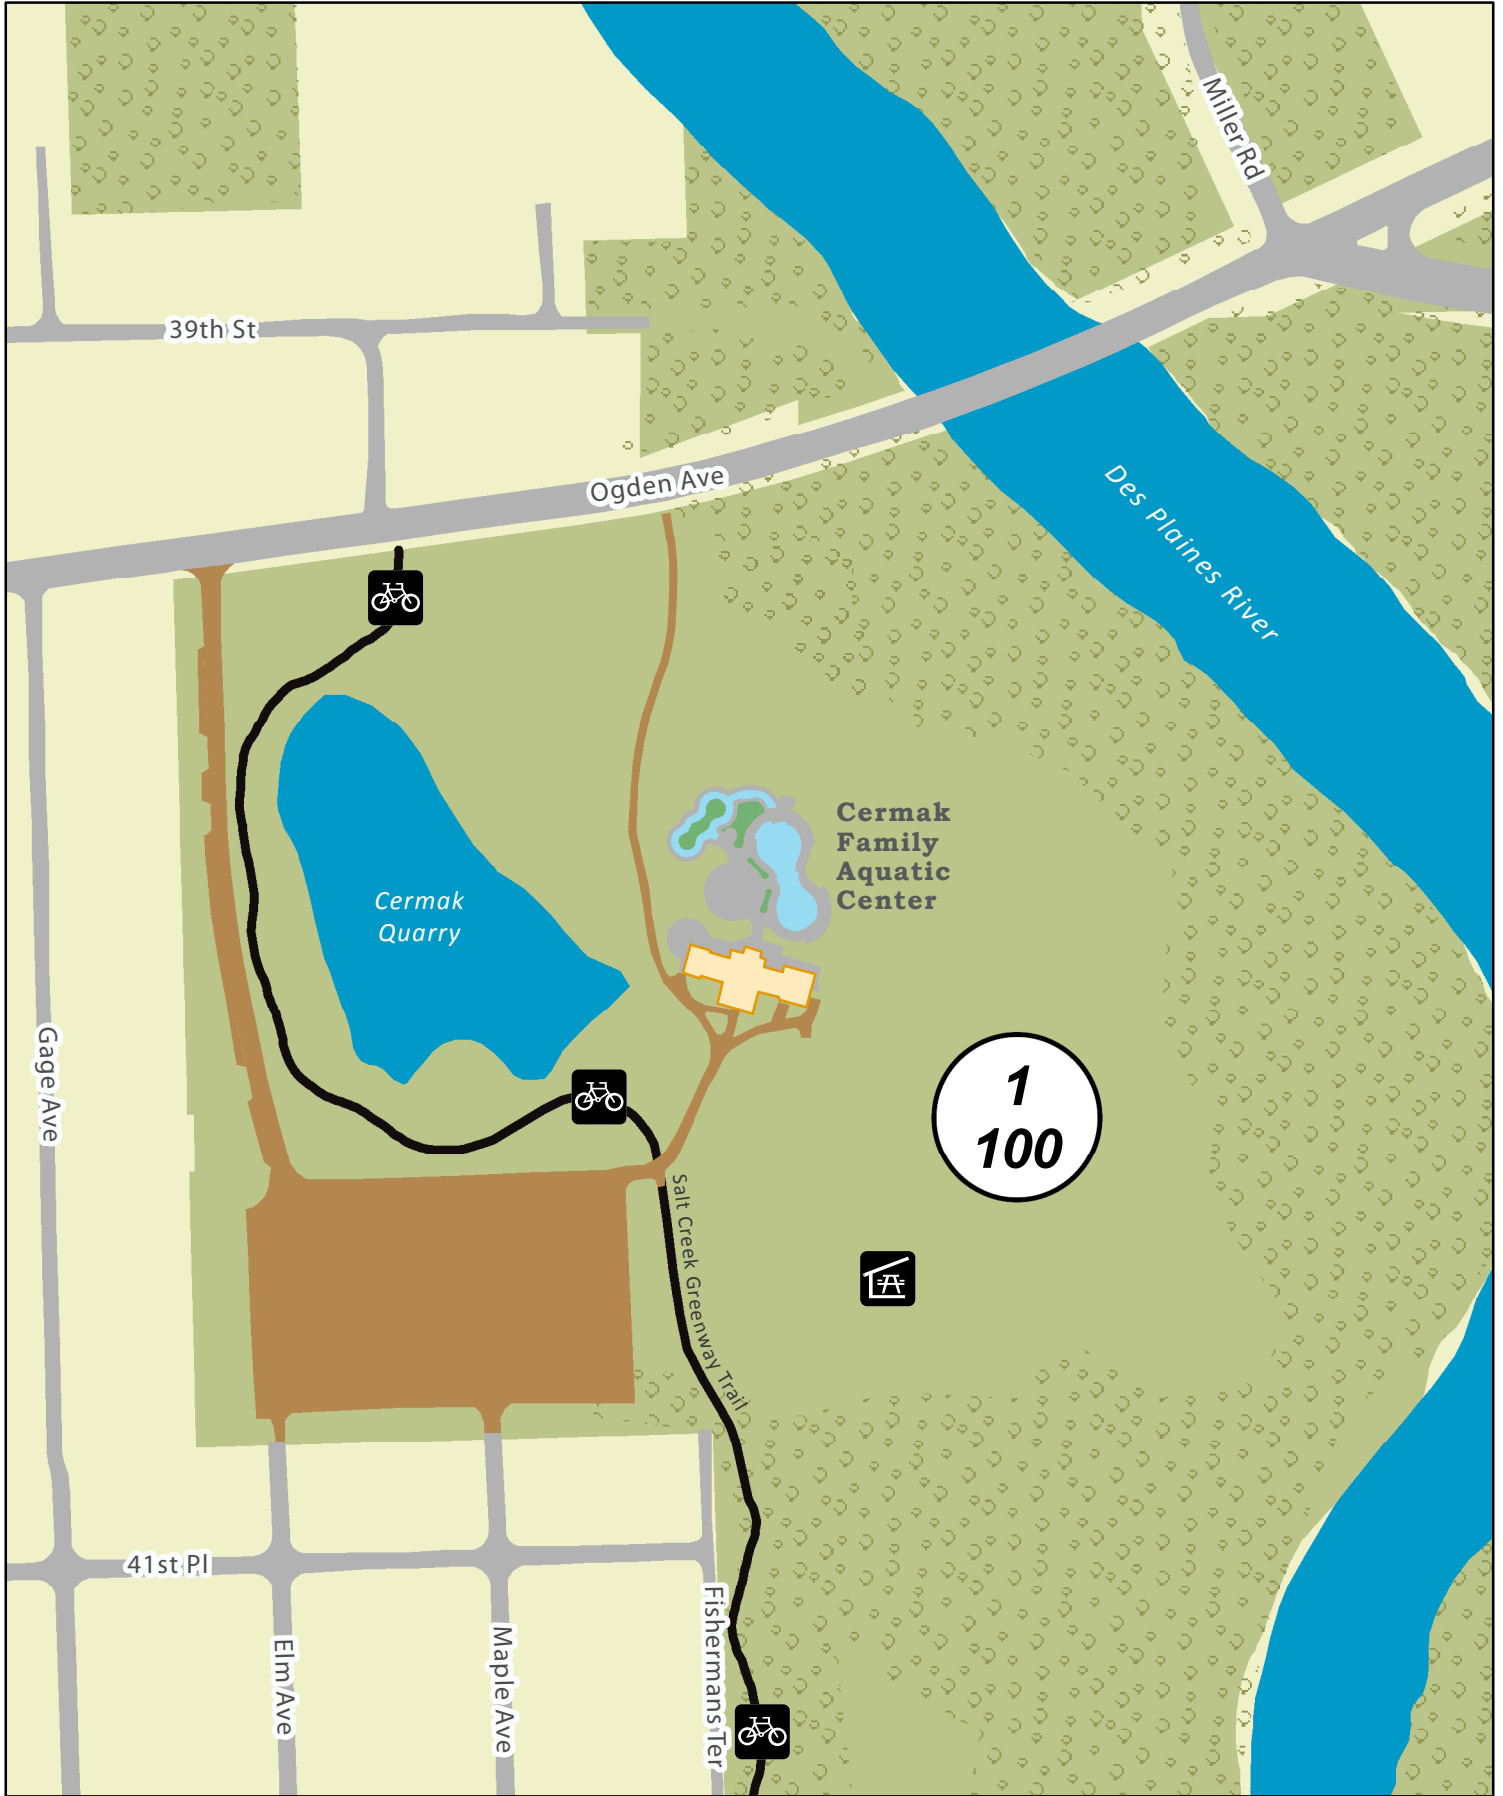 Miller Rd
39th St
Ogden Ave
Des Plaines River
Cermak
Family
Aquatic
Center
Cermak
Quarry
Gage Ave
1
100
Salt Creek Greenway Trail
41st Pl
Elm Ave
Maple Ave
Fishermans Ter